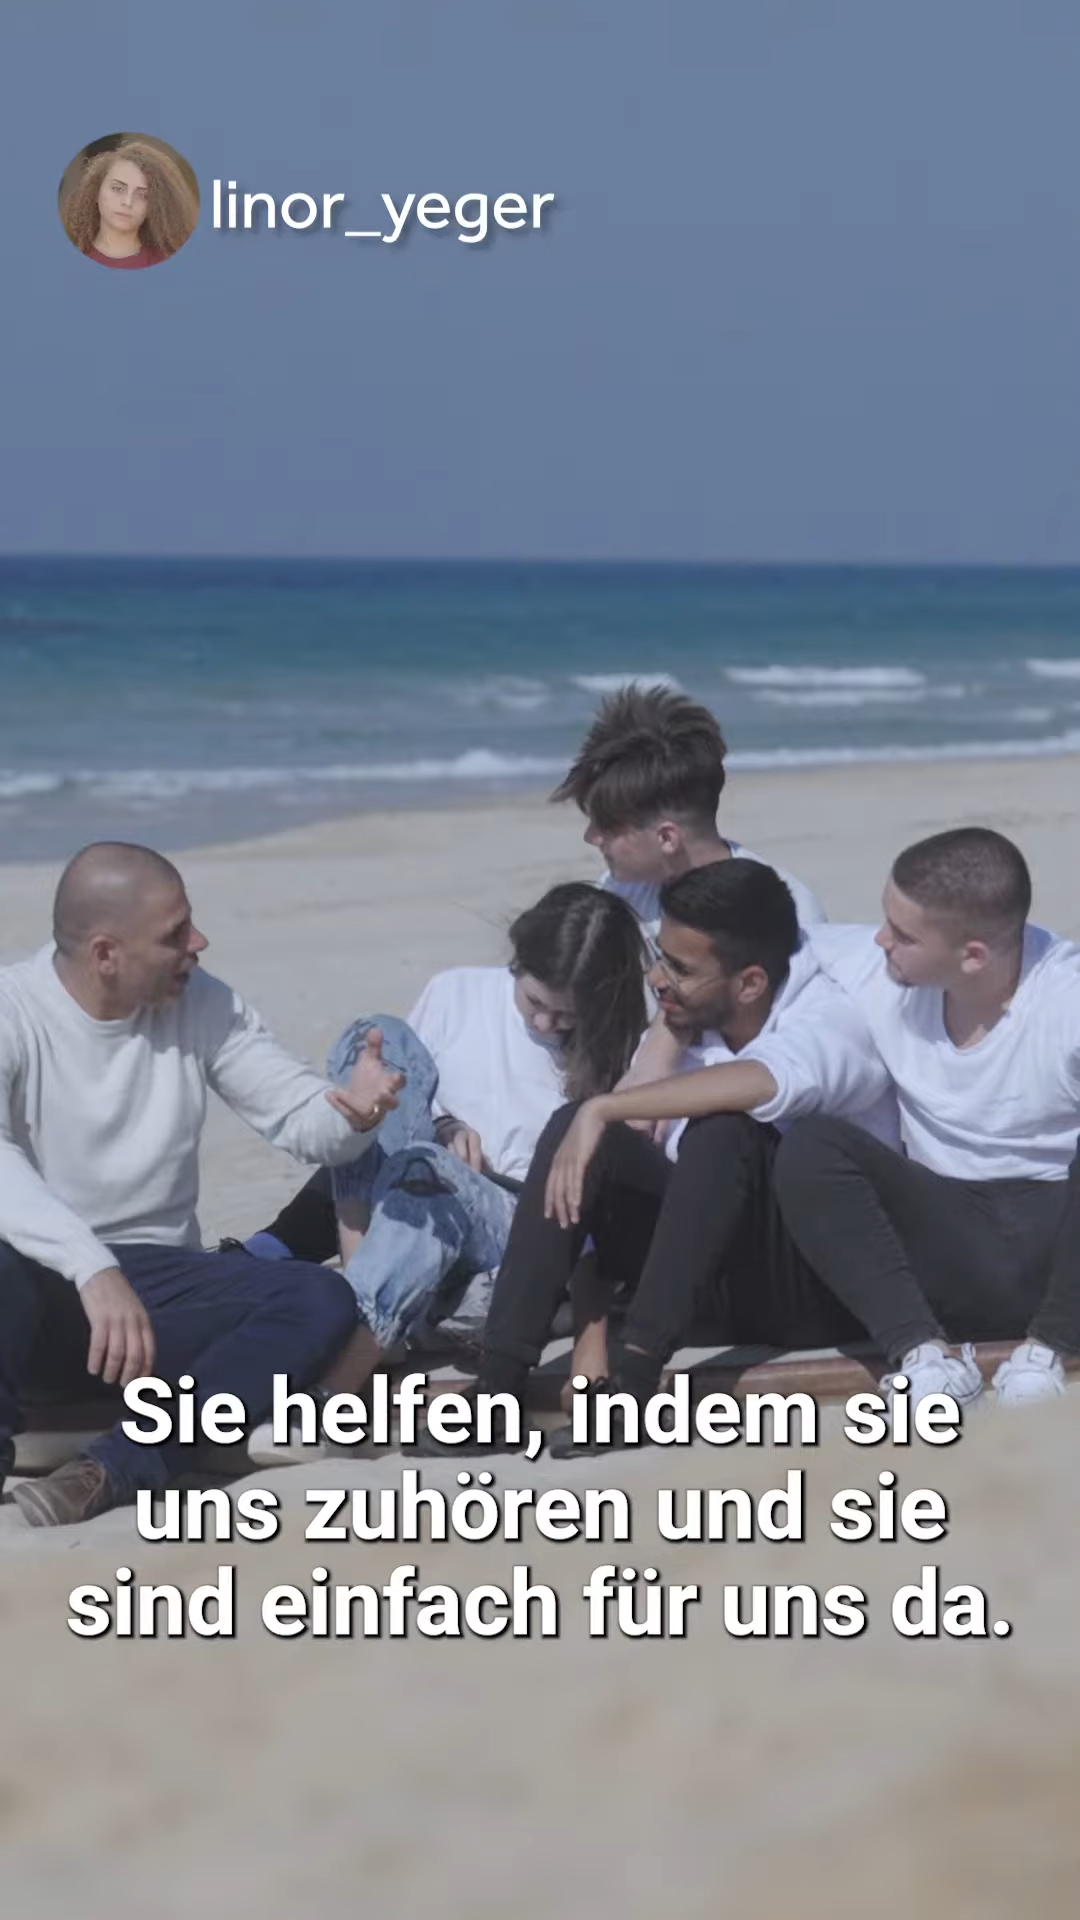 linor_yeger
Sie helfen, indem sie
uns zuhören und sie
sind einfach für uns da.